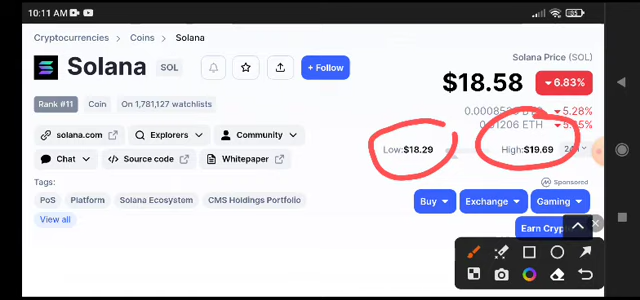 10:11 AM
Cryptocurrencies > Coins > Solana
Solana SOL
+ Follow
Solana Price (SOL)
$18.58 6.83%
Rank #11 Coin On 1,781,127 watchlists
5.28%
ETH
solana.com Explorers Community
Low:$18.29 High:$19.69
Chat Source code Whitepaper
Sponsored
Tags:
PoS Platform Solana Ecosystem CMS Holdings Portfolio
Buy Exchange Gaming
View all
Earn